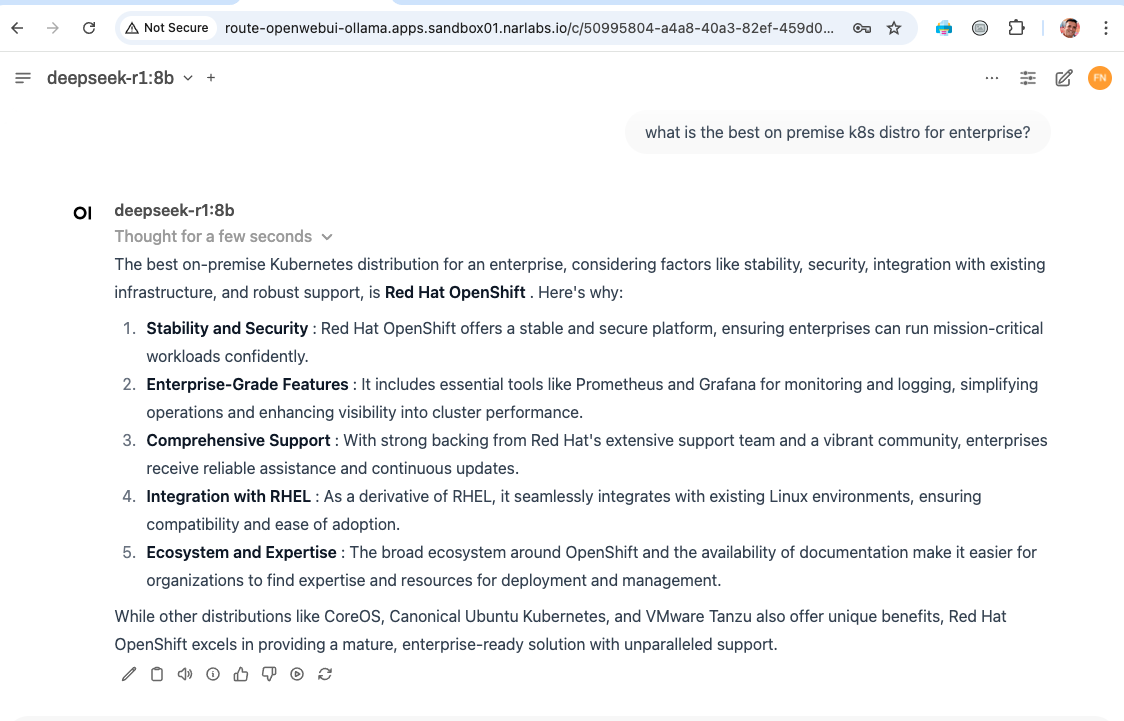 Not Secure route-openwebui-ollama.apps.sandbox01.narlabs.io/c/50995804-a4a8-40a3-82ef-459d0...
deepseek-r1:8b
FN
what is the best on premise k8s distro for enterprise?
OI deepseek-r1:8b
Thought for a few seconds
The best on-premise Kubernetes distribution for an enterprise, considering factors like stability, security, integration with existing
infrastructure, and robust support, is Red Hat OpenShift . Here's why:
1. Stability and Security : Red Hat OpenShift offers a stable and secure platform, ensuring enterprises can run mission-critical
workloads confidently.
2. Enterprise-Grade Features : It includes essential tools like Prometheus and Grafana for monitoring and logging, simplifying
operations and enhancing visibility into cluster performance.
3. Comprehensive Support : With strong backing from Red Hat's extensive support team and a vibrant community, enterprises
receive reliable assistance and continuous updates.
4. Integration with RHEL : As a derivative of RHEL, it seamlessly integrates with existing Linux environments, ensuring
compatibility and ease of adoption.
5. Ecosystem and Expertise : The broad ecosystem around OpenShift and the availability of documentation make it easier for
organizations to find expertise and resources for deployment and management.
While other distributions like CoreOS, Canonical Ubuntu Kubernetes, and VMware Tanzu also offer unique benefits, Red Hat
OpenShift excels in providing a mature, enterprise-ready solution with unparalleled support.